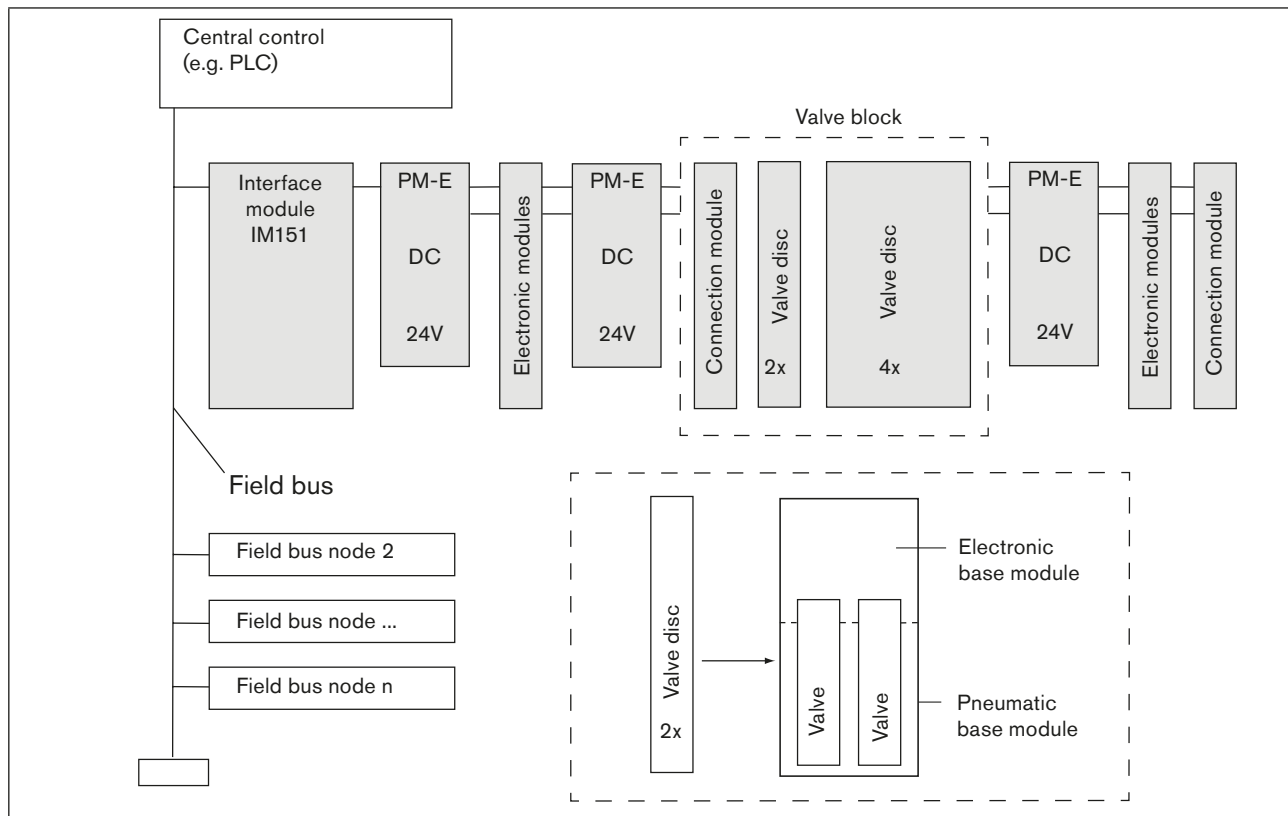 Central control
(e.g. PLC)
Valve block
Interface
module
IM151
PM-E
DC
24V
Electronic modules
PM-E
DC
24V
Connection module
Valve disc
2x
Valve disc
4x
PM-E
DC
24V
Electronic modules
Connection module
Field bus
Field bus node 2
Field bus node ...
Field bus node n
Valve disc
2x
Valve
Valve
Electronic
base module
Pneumatic
base module